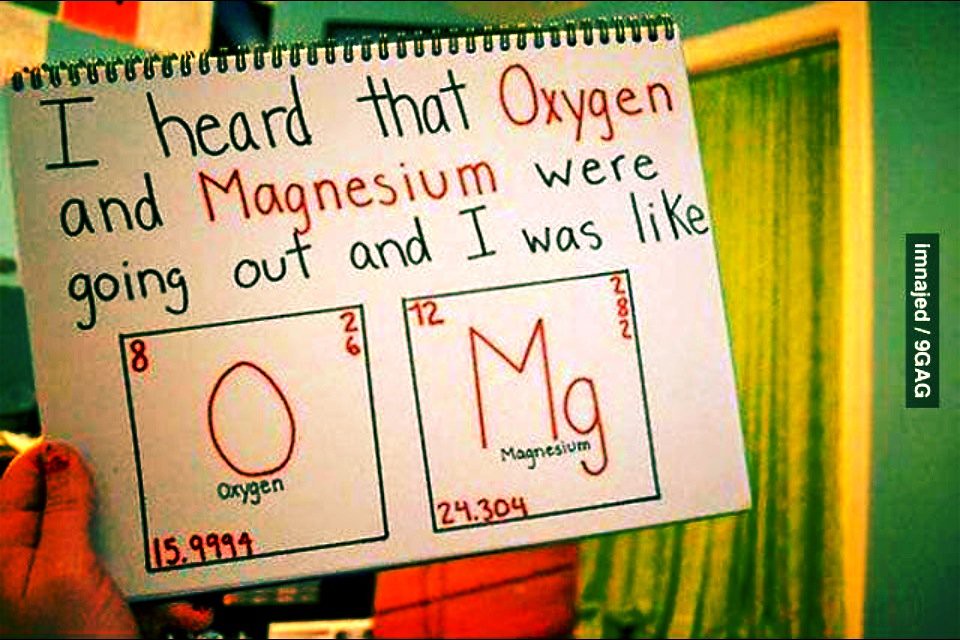 I heard that Oxygen
and Magnesium were
going out and I was like
8
2
6
O
Oxygen
15.9994
12
2
8
2
Mg
Magnesium
24.304
imnajed / 9GAG